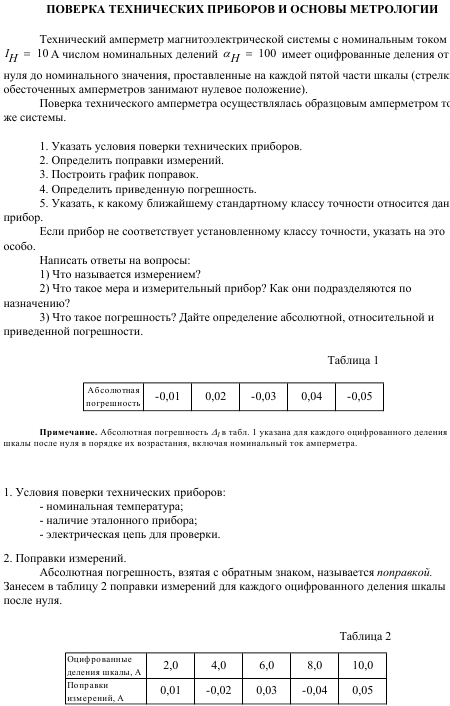 ПОВЕРКА ТЕХНИЧЕСКИХ ПРИБОРОВ И ОСНОВЫ МЕТРОЛОГИИ
Технический амперметр магнитоэлектрической системы с номинальным током
I_H = 10 А числом номинальных делений α_H = 100 имеет оцифрованные деления от
нуля до номинального значения, проставленные на каждой пятой части шкалы (стрелк
обесточенных амперметров занимают нулевое положение).
Поверка технического амперметра осуществлялась образцовым амперметром то
же системы.
1. Указать условия поверки технических приборов.
2. Определить поправки измерений.
3. Построить график поправок.
4. Определить приведенную погрешность.
5. Указать, к какому ближайшему стандартному классу точности относится дан
прибор.
Если прибор не соответствует установленному классу точности, указать на это
особо.
Написать ответы на вопросы:
1) Что называется измерением?
2) Что такое мера и измерительный прибор? Как они подразделяются по
назначению?
3) Что такое погрешность? Дайте определение абсолютной, относительной и
приведенной погрешности.
Таблица 1
Абсолютная
погрешность -0,01 0,02 -0,03 0,04 -0,05
Примечание. Абсолютная погрешность Δ_I в табл. 1 указана для каждого оцифрованного деления
шкалы после нуля в порядке их возрастания, включая номинальный ток амперметра.
1. Условия поверки технических приборов:
- номинальная температура;
- наличие эталонного прибора;
- электрическая цепь для проверки.
2. Поправки измерений.
Абсолютная погрешность, взятая с обратным знаком, называется поправкой.
Занесем в таблицу 2 поправки измерений для каждого оцифрованного деления шкалы
после нуля.
Таблица 2
Оцифрованные
деления шкалы, А 2,0 4,0 6,0 8,0 10,0
Поправки
измерений, А 0,01 -0,02 0,03 -0,04 0,05